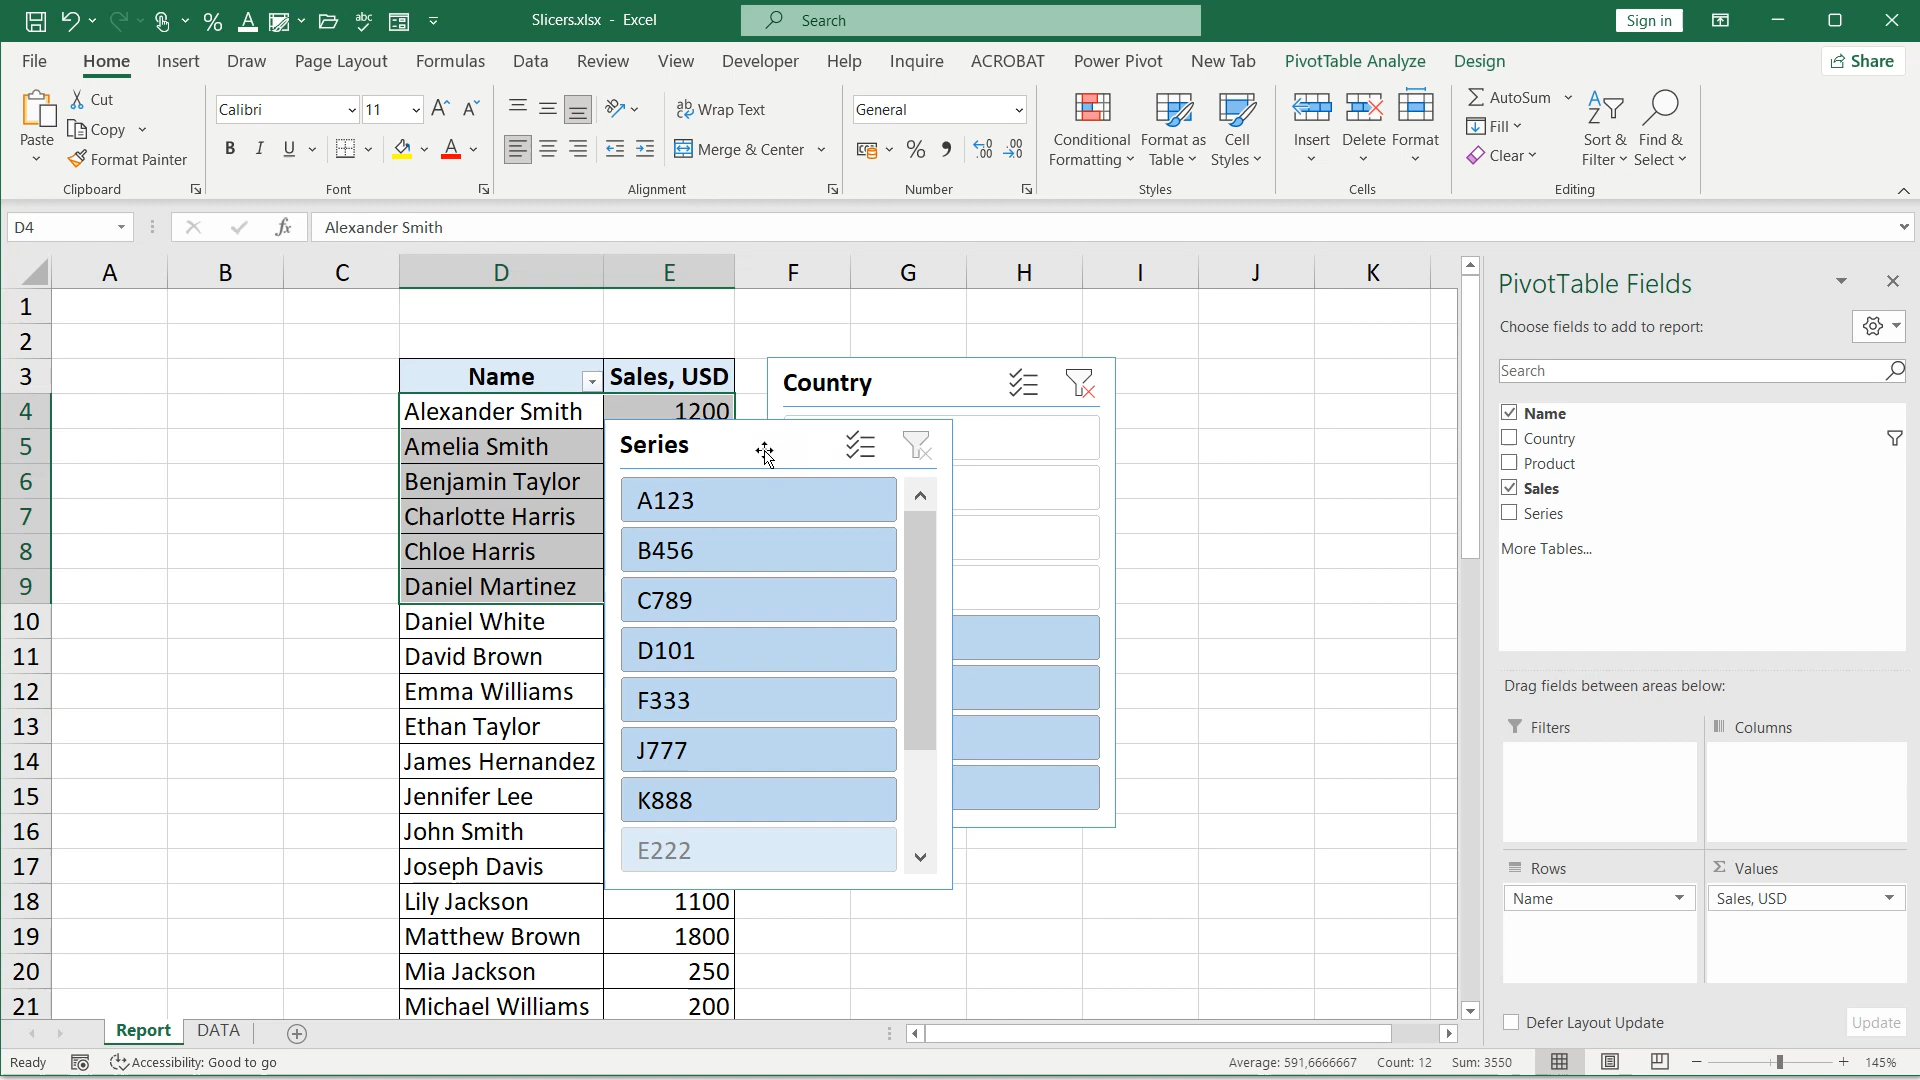 Slicers.xlsx - Excel
Search
Sign in
File Home Insert Draw Page Layout Formulas Data Review View Developer Help Inquire ACROBAT Power Pivot New Tab PivotTable Analyze Design Share
Paste
Cut
Copy
Format Painter
Clipboard
Calibri 11
B I U
Font
Wrap Text
Merge & Center
Alignment
General
Number
Conditional Formatting
Format as Table
Cell Styles
Styles
Insert
Delete
Format
Cells
AutoSum
Fill
Clear
Sort & Filter
Find & Select
Editing
D4
fx
Alexander Smith
A B C D E F G H I J K
1
2
3 Name Sales, USD
4 Alexander Smith 1200
5 Amelia Smith
6 Benjamin Taylor
7 Charlotte Harris
8 Chloe Harris
9 Daniel Martinez
10 Daniel White
11 David Brown
12 Emma Williams
13 Ethan Taylor
14 James Hernandez
15 Jennifer Lee
16 John Smith
17 Joseph Davis
18 Lily Jackson 1100
19 Matthew Brown 1800
20 Mia Jackson 250
21 Michael Williams 200
Country
Series
A123
B456
C789
D101
F333
J777
K888
E222
PivotTable Fields
Choose fields to add to report:
Search
Name
Country
Product
Sales
Series
More Tables...
Drag fields between areas below:
Filters
Columns
Rows
Values
Name
Sales, USD
Defer Layout Update
Update
Report DATA
Ready
Accessibility: Good to go
Average: 591,6666667 Count: 12 Sum: 3550
145%